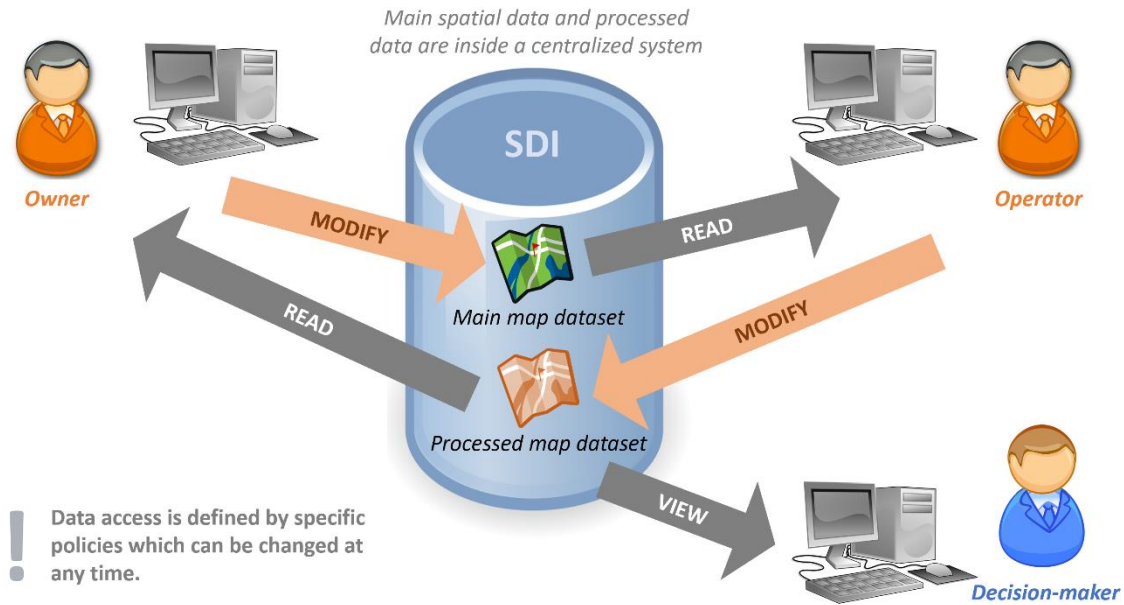 Main spatial data and processed
data are inside a centralized system
SDI
Owner
Operator
MODIFY
READ
READ
MODIFY
Main map dataset
Processed map dataset
VIEW
! Data access is defined by specific
policies which can be changed at
any time.
Decision-maker